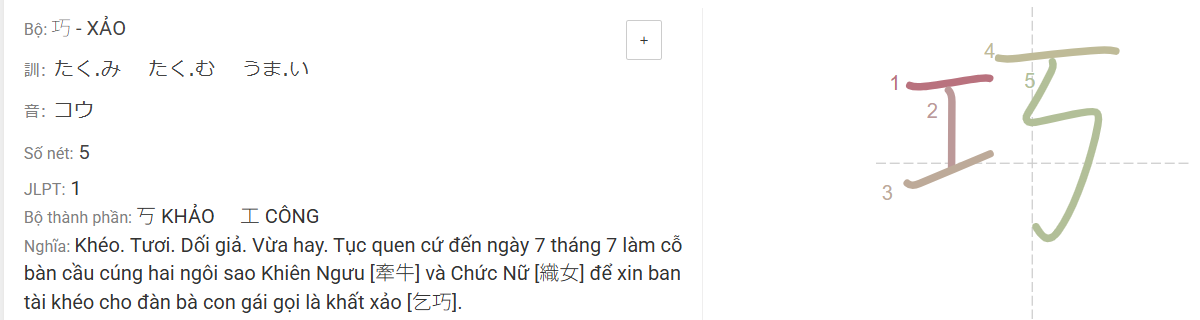 Bộ: 巧 - XẢO
+
訓: たく.み たく.む うま.い
音: コウ
Số nét: 5
JLPT: 1
Bộ thành phần: 丂 KHẢO 工 CÔNG
Nghĩa: Khéo. Tươi. Dối giả. Vừa hay. Tục quen cứ đến ngày 7 tháng 7 làm cỗ
bàn cầu cúng hai ngôi sao Khiên Ngưu [牽牛] và Chức Nữ [織女] để xin ban
tài khéo cho đàn bà con gái gọi là khất xảo [乞巧].
巧
1
2
3
4
5